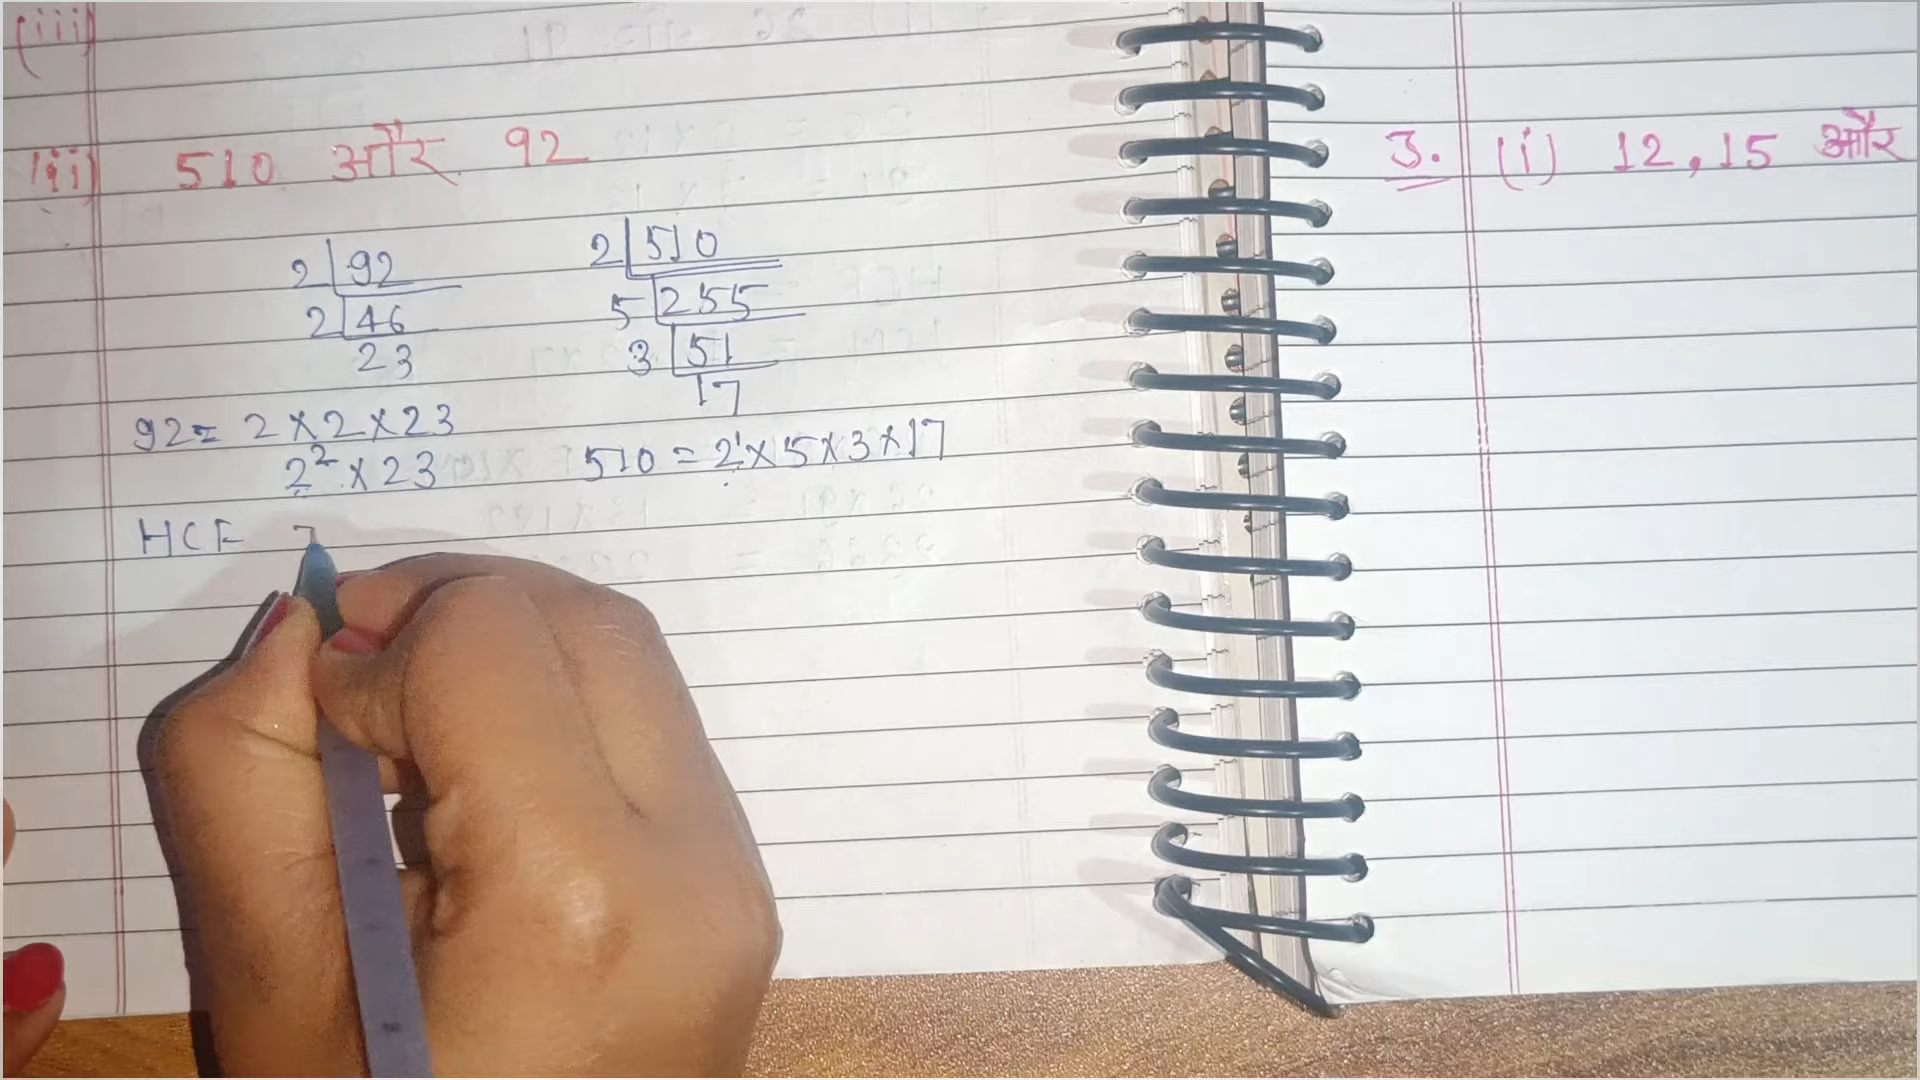 (iii)
(ii) 510 और 92
2 92
2 46
23
2 510
5 255
3 51
17
92 = 2 × 2 × 23
2² × 23
510 = 2¹ × 5 × 3 × 17
HCF
3. (i) 12, 15 और